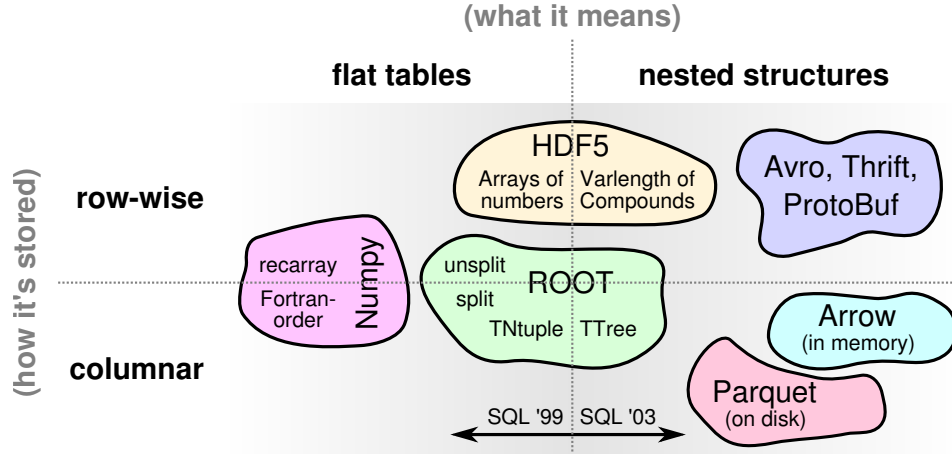 (what it means)
flat tables
nested structures
(how it's stored)
row-wise
columnar
HDF5
Arrays of
numbers
Varlength of
Compounds
Avro, Thrift,
ProtoBuf
recarray
Fortran-
order
Numpy
unsplit
split
ROOT
TNtuple
TTree
Arrow
(in memory)
Parquet
(on disk)
SQL '99
SQL '03